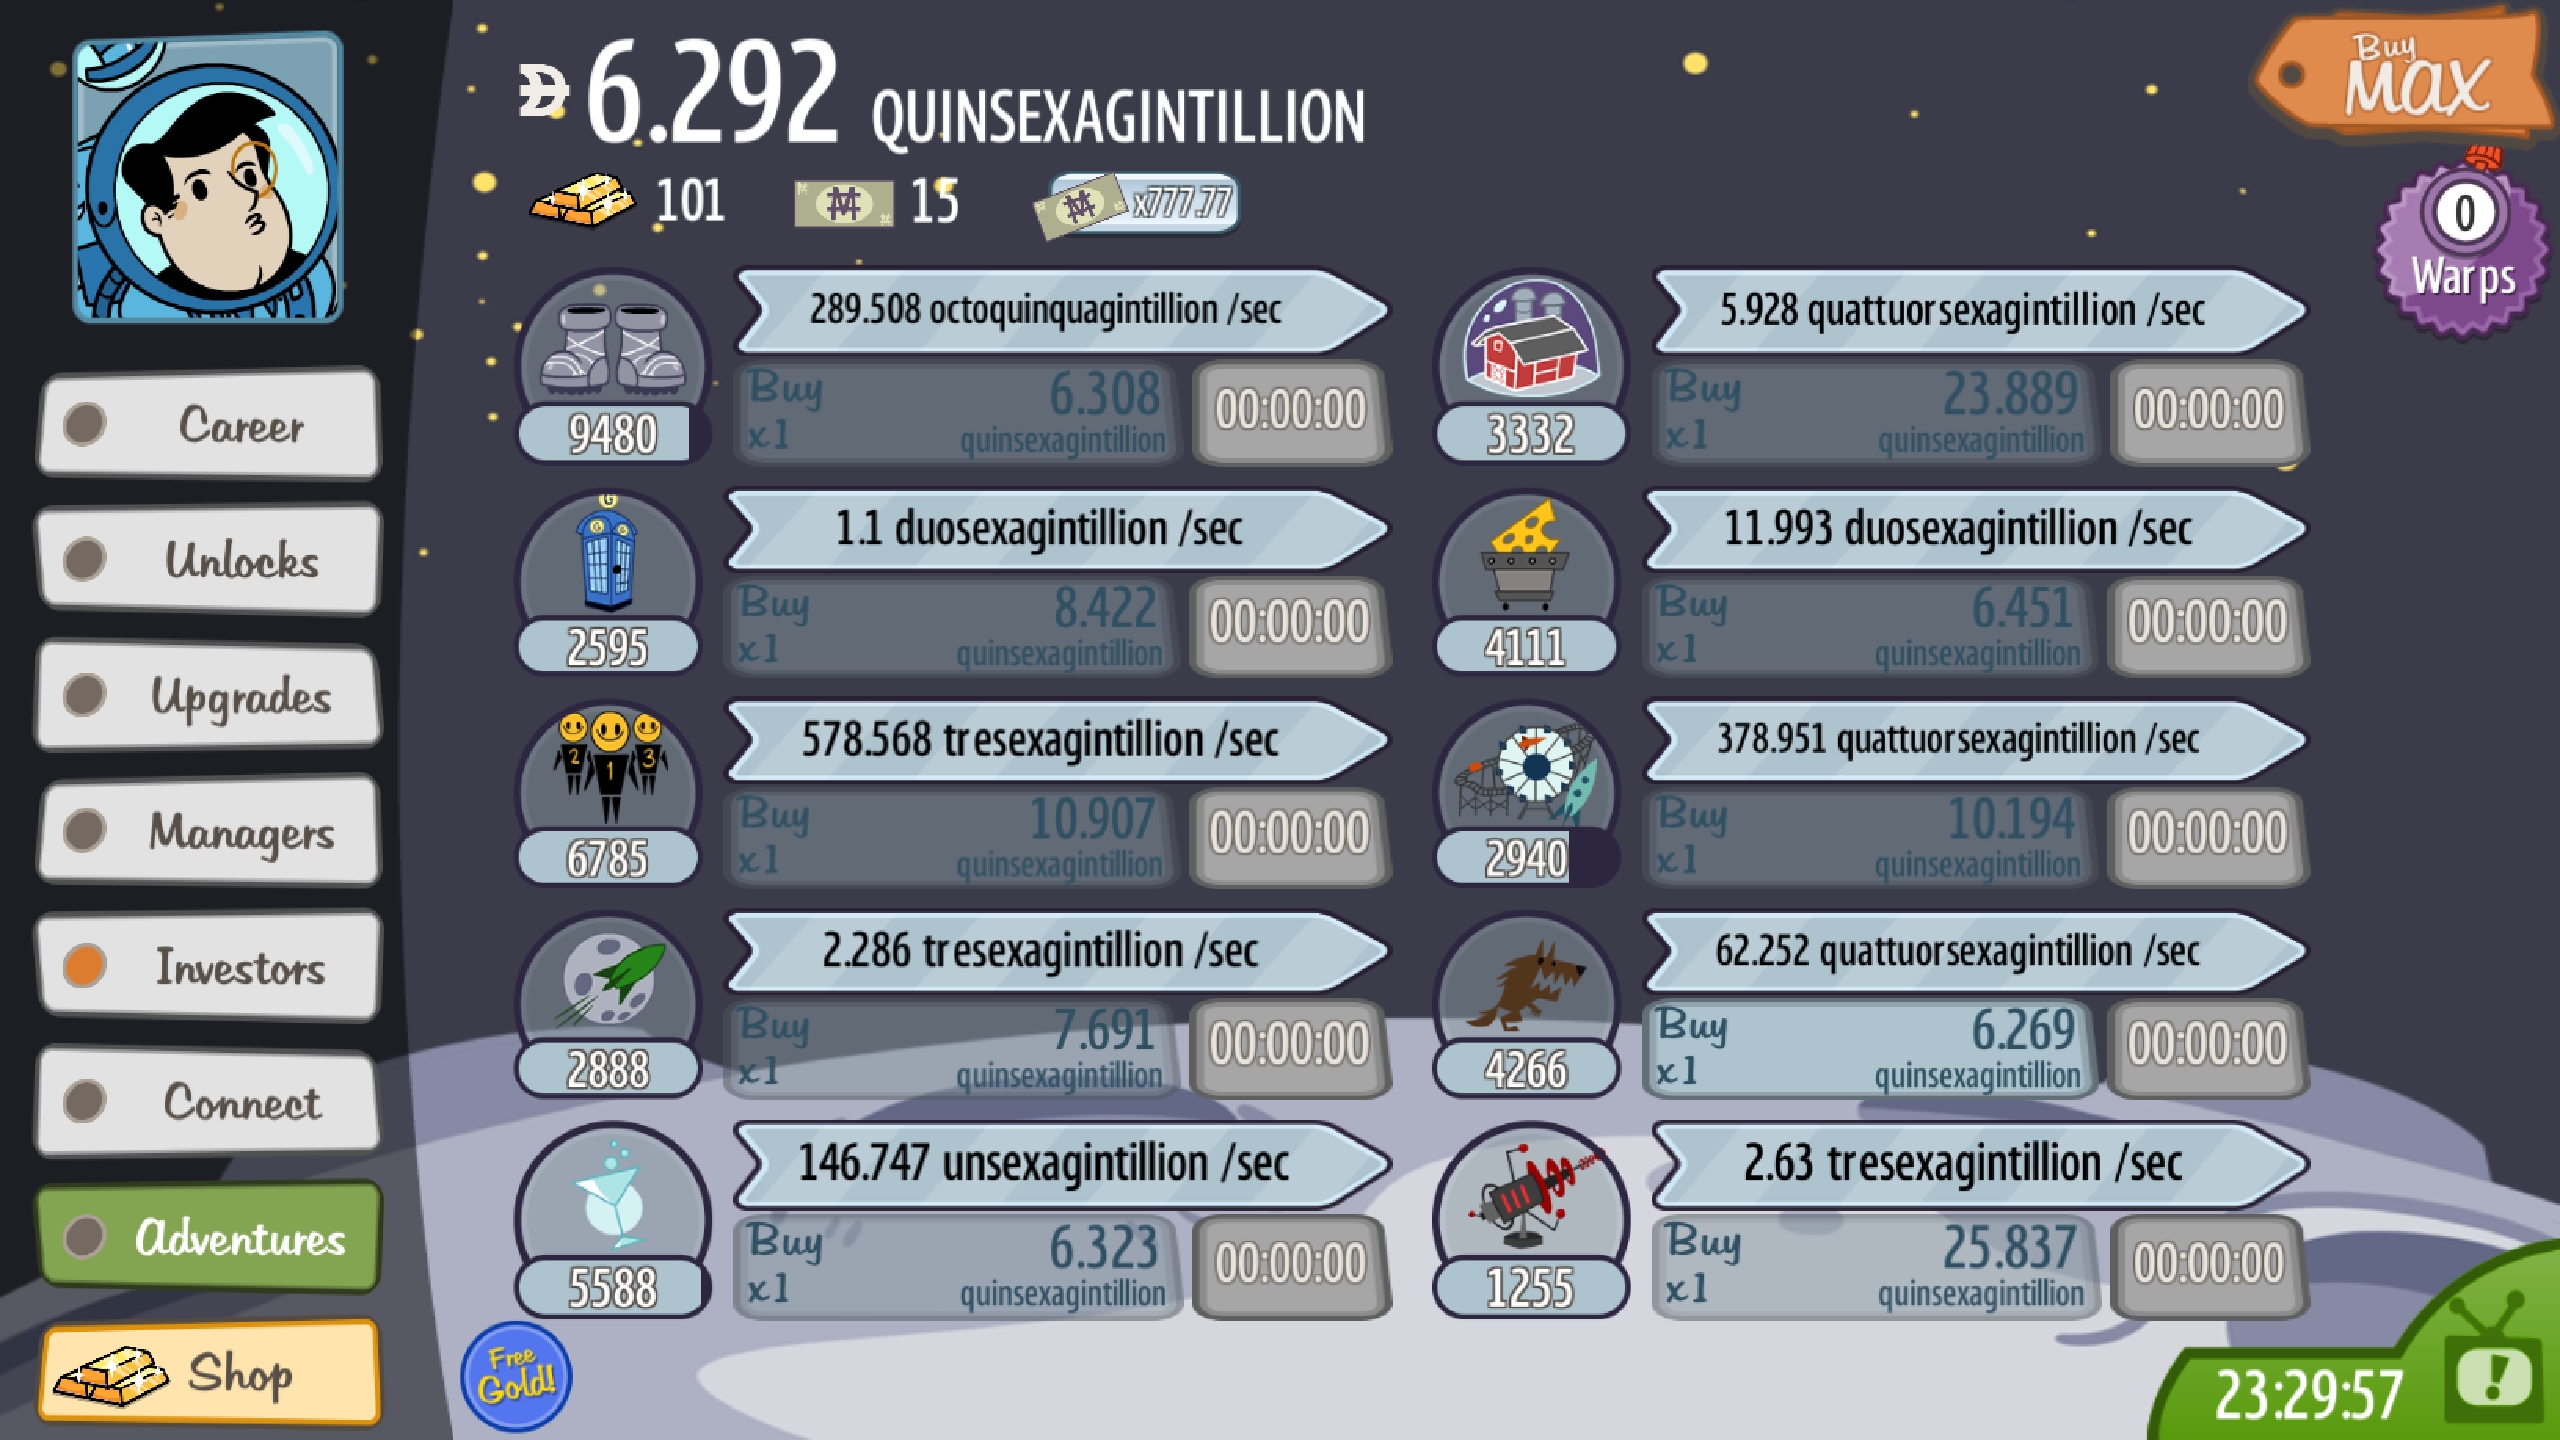 6.292 QUINSEXAGINTILLION
Buy
MAX
101 15 x777.77
0
Warps
289.508 octoquinquagintillion /sec
Buy 6.308
x1 quinsexagintillion
00:00:00
9480
5.928 quattuorsexagintillion /sec
Buy 23.889
x1 quinsexagintillion
00:00:00
3332
G
1.1 duosexagintillion /sec
Buy 8.422
x1 quinsexagintillion
00:00:00
2595
11.993 duosexagintillion /sec
Buy 6.451
x1 quinsexagintillion
00:00:00
4111
2 1 3
578.568 tresexagintillion /sec
Buy 10.907
x1 quinsexagintillion
00:00:00
6785
378.951 quattuorsexagintillion /sec
Buy 10.194
x1 quinsexagintillion
00:00:00
2940
2.286 tresexagintillion /sec
Buy 7.691
x1 quinsexagintillion
00:00:00
2888
62.252 quattuorsexagintillion /sec
Buy 6.269
x1 quinsexagintillion
00:00:00
4266
146.747 unsexagintillion /sec
Buy 6.323
x1 quinsexagintillion
00:00:00
5588
2.63 tresexagintillion /sec
Buy 25.837
x1 quinsexagintillion
00:00:00
1255
Career
Unlocks
Upgrades
Managers
Investors
Connect
Adventures
Shop
Free
Gold!
23:29:57
!